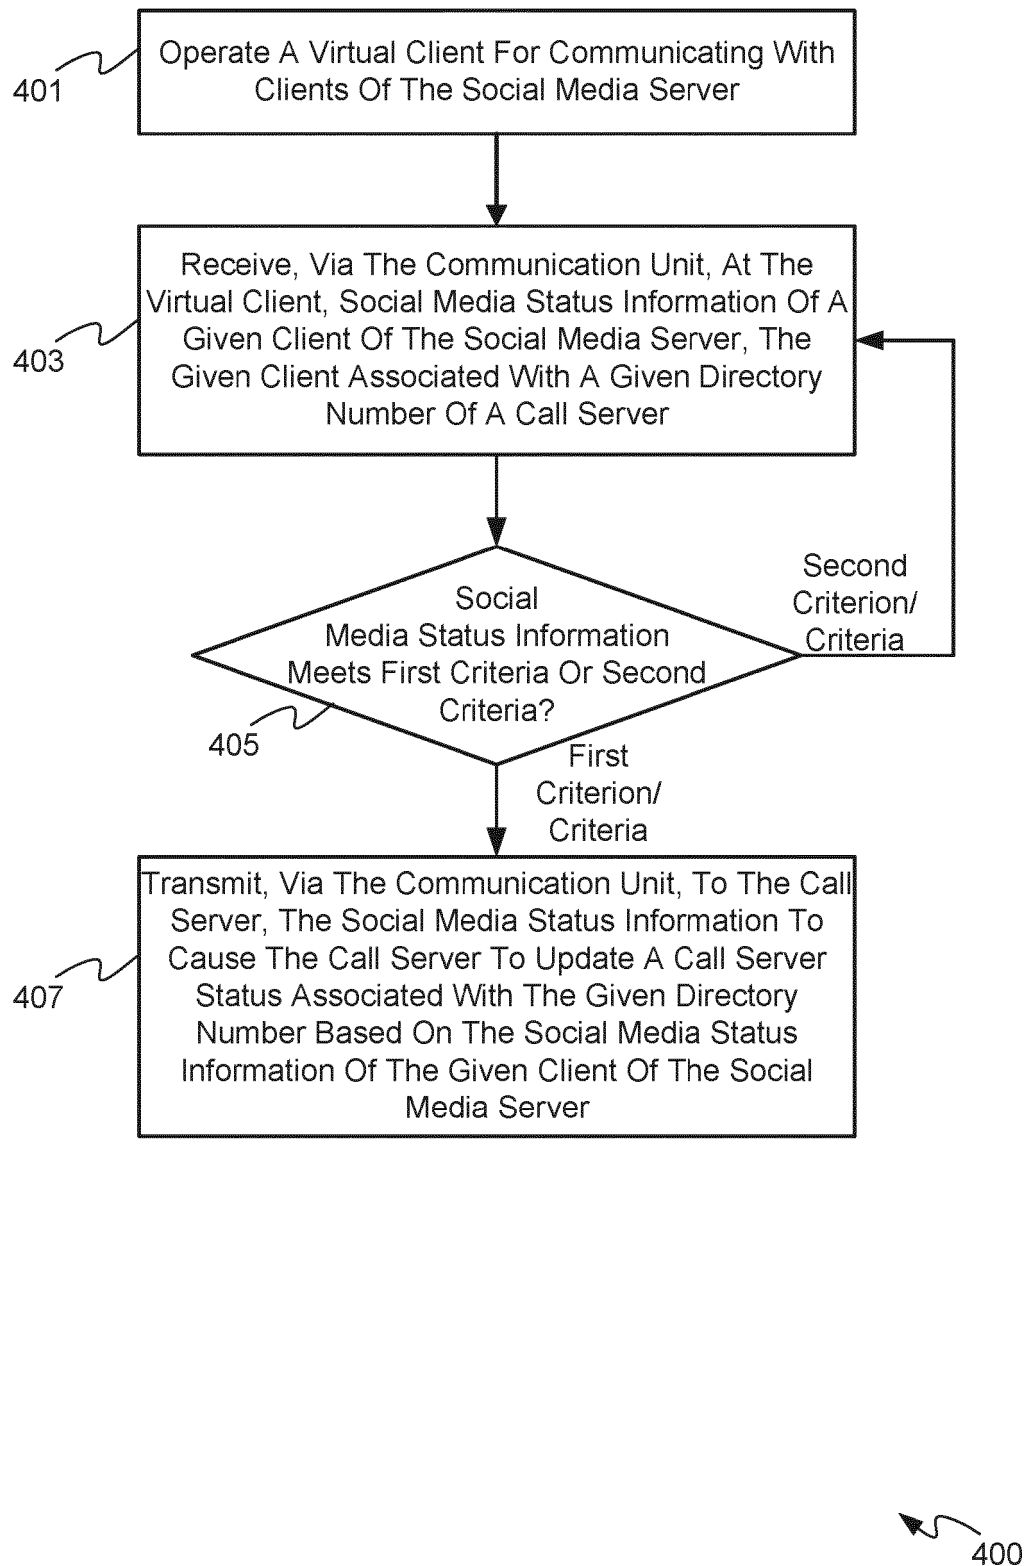 Operate A Virtual Client For Communicating With
Clients Of The Social Media Server
401
Receive, Via The Communication Unit, At The
Virtual Client, Social Media Status Information Of A
Given Client Of The Social Media Server, The
Given Client Associated With A Given Directory
Number Of A Call Server
403
Social
Media Status Information
Meets First Criteria Or Second
Criteria?
405
Second
Criterion/
Criteria
First
Criterion/
Criteria
Transmit, Via The Communication Unit, To The Call
Server, The Social Media Status Information To
Cause The Call Server To Update A Call Server
Status Associated With The Given Directory
Number Based On The Social Media Status
Information Of The Given Client Of The Social
Media Server
407
400